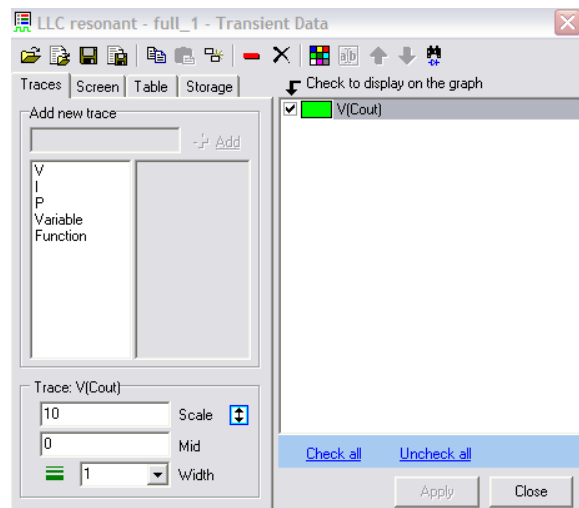 LLC resonant - full_1 - Transient Data
Traces Screen Table Storage
Check to display on the graph
Add new trace
Add
V
I
P
Variable
Function
V(Cout)
Trace: V(Cout)
10 Scale
0 Mid
1 Width
Check all Uncheck all
Apply Close